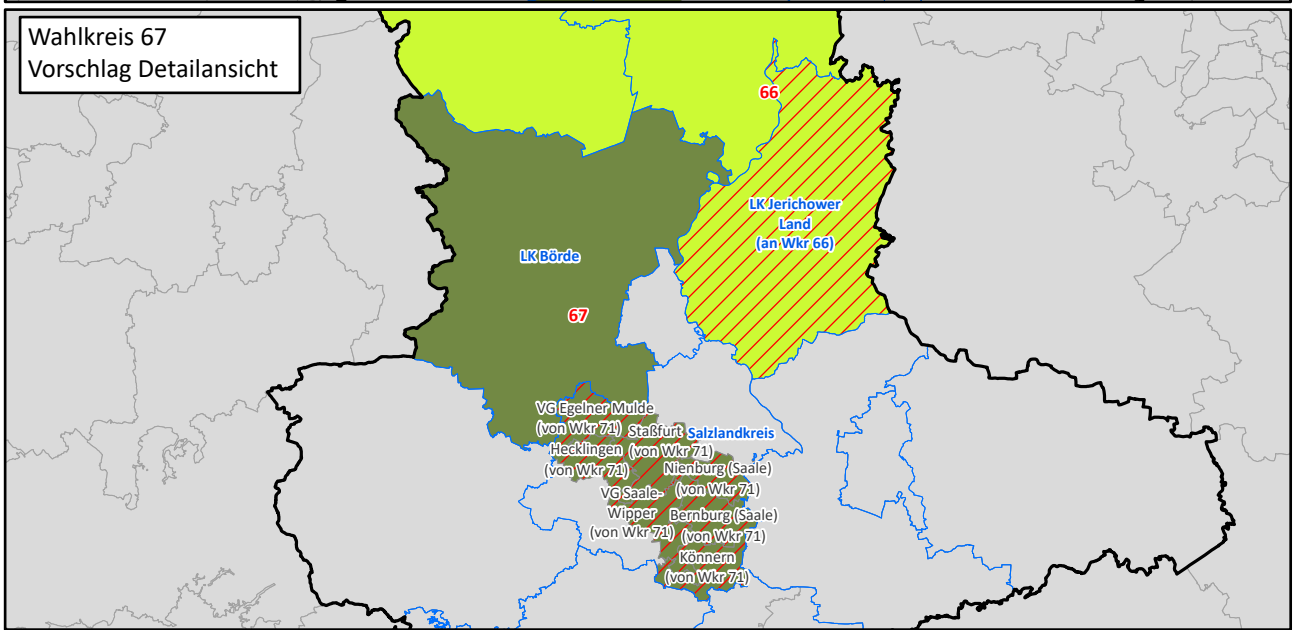 Wahlkreis 67
Vorschlag Detailansicht
66
LK Jerichower
Land
(an Wkr 66)
LK Börde
67
VG Egelner Mulde
(von Wkr 71)
Staßfurt
(von Wkr 71)
Salzlandkreis
Hecklingen
(von Wkr 71)
Nienburg (Saale)
(von Wkr 71)
VG Saale-
Wipper
(von Wkr 71)
Bernburg (Saale)
(von Wkr 71)
Könnern
(von Wkr 71)